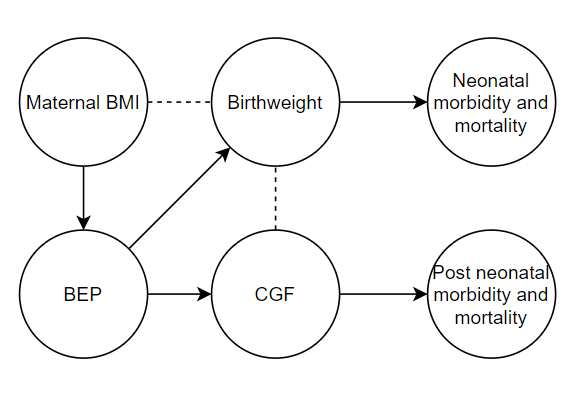 Maternal BMI
Birthweight
Neonatal
morbidity and
mortality
BEP
CGF
Post neonatal
morbidity and
mortality